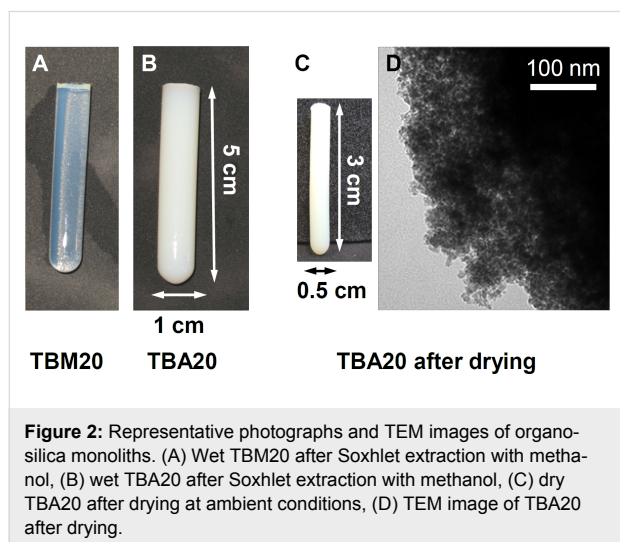 A
B
C
D
100 nm
5 cm
3 cm
0.5 cm
1 cm
TBM20
TBA20
TBA20 after drying
Figure 2: Representative photographs and TEM images of organo-
silica monoliths. (A) Wet TBM20 after Soxhlet extraction with metha-
nol, (B) wet TBA20 after Soxhlet extraction with methanol, (C) dry
TBA20 after drying at ambient conditions, (D) TEM image of TBA20
after drying.